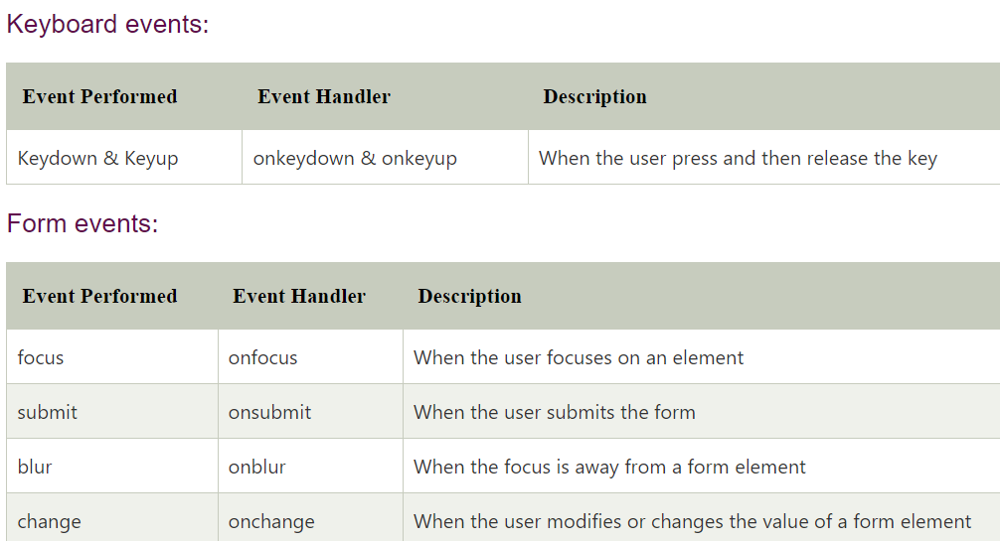 Keyboard events:
Event Performed Event Handler Description
Keydown & Keyup onkeydown & onkeyup When the user press and then release the key
Form events:
Event Performed Event Handler Description
focus onfocus When the user focuses on an element
submit onsubmit When the user submits the form
blur onblur When the focus is away from a form element
change onchange When the user modifies or changes the value of a form element